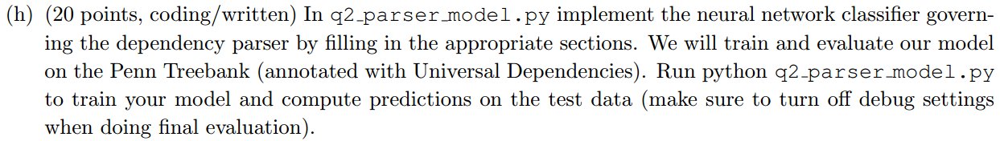 (h) (20 points, coding/written) In q2_parser_model.py implement the neural network classifier govern-
ing the dependency parser by filling in the appropriate sections. We will train and evaluate our model
on the Penn Treebank (annotated with Universal Dependencies). Run python q2_parser_model.py
to train your model and compute predictions on the test data (make sure to turn off debug settings
when doing final evaluation).